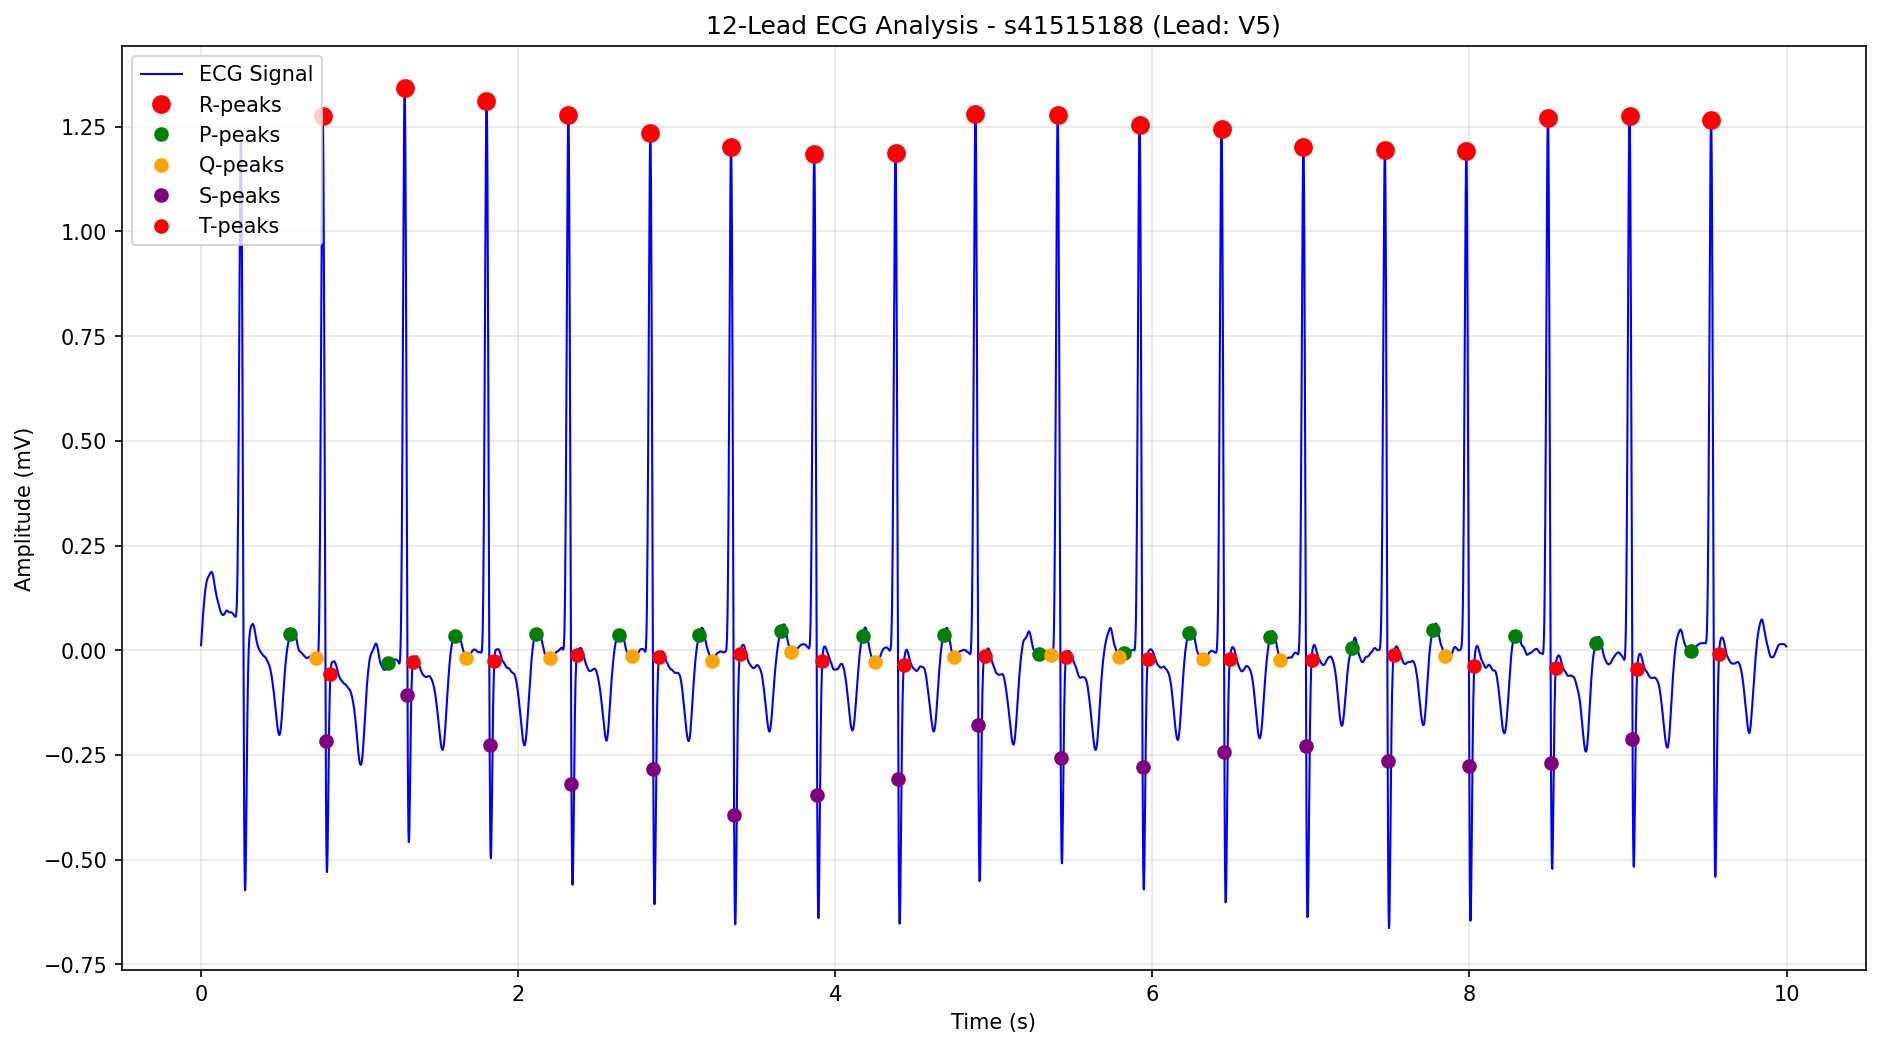 12-Lead ECG Analysis - s41515188 (Lead: V5)
ECG Signal
R-peaks
P-peaks
Q-peaks
S-peaks
T-peaks
1.25
1.00
0.75
0.50
0.25
0.00
−0.25
−0.50
−0.75
Amplitude (mV)
0 2 4 6 8 10
Time (s)